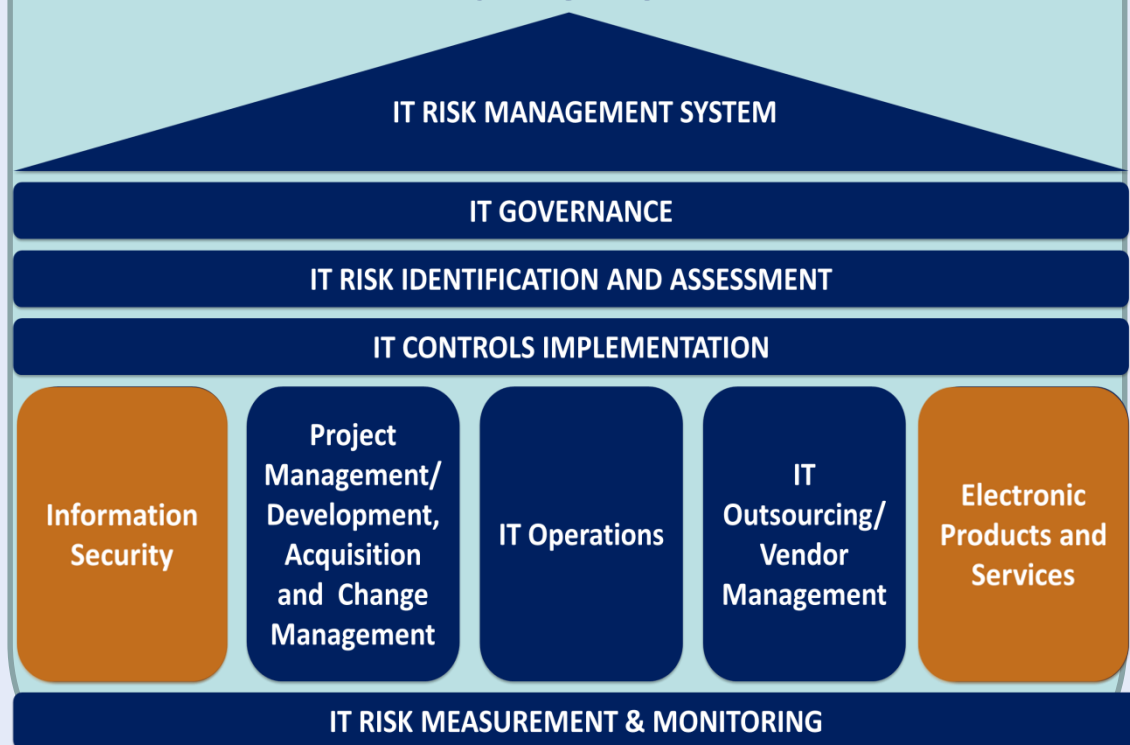 IT RISK MANAGEMENT SYSTEM
IT GOVERNANCE
IT RISK IDENTIFICATION AND ASSESSMENT
IT CONTROLS IMPLEMENTATION
Information
Security
Project
Management/
Development,
Acquisition
and Change
Management
IT Operations
IT
Outsourcing/
Vendor
Management
Electronic
Products and
Services
IT RISK MEASUREMENT & MONITORING